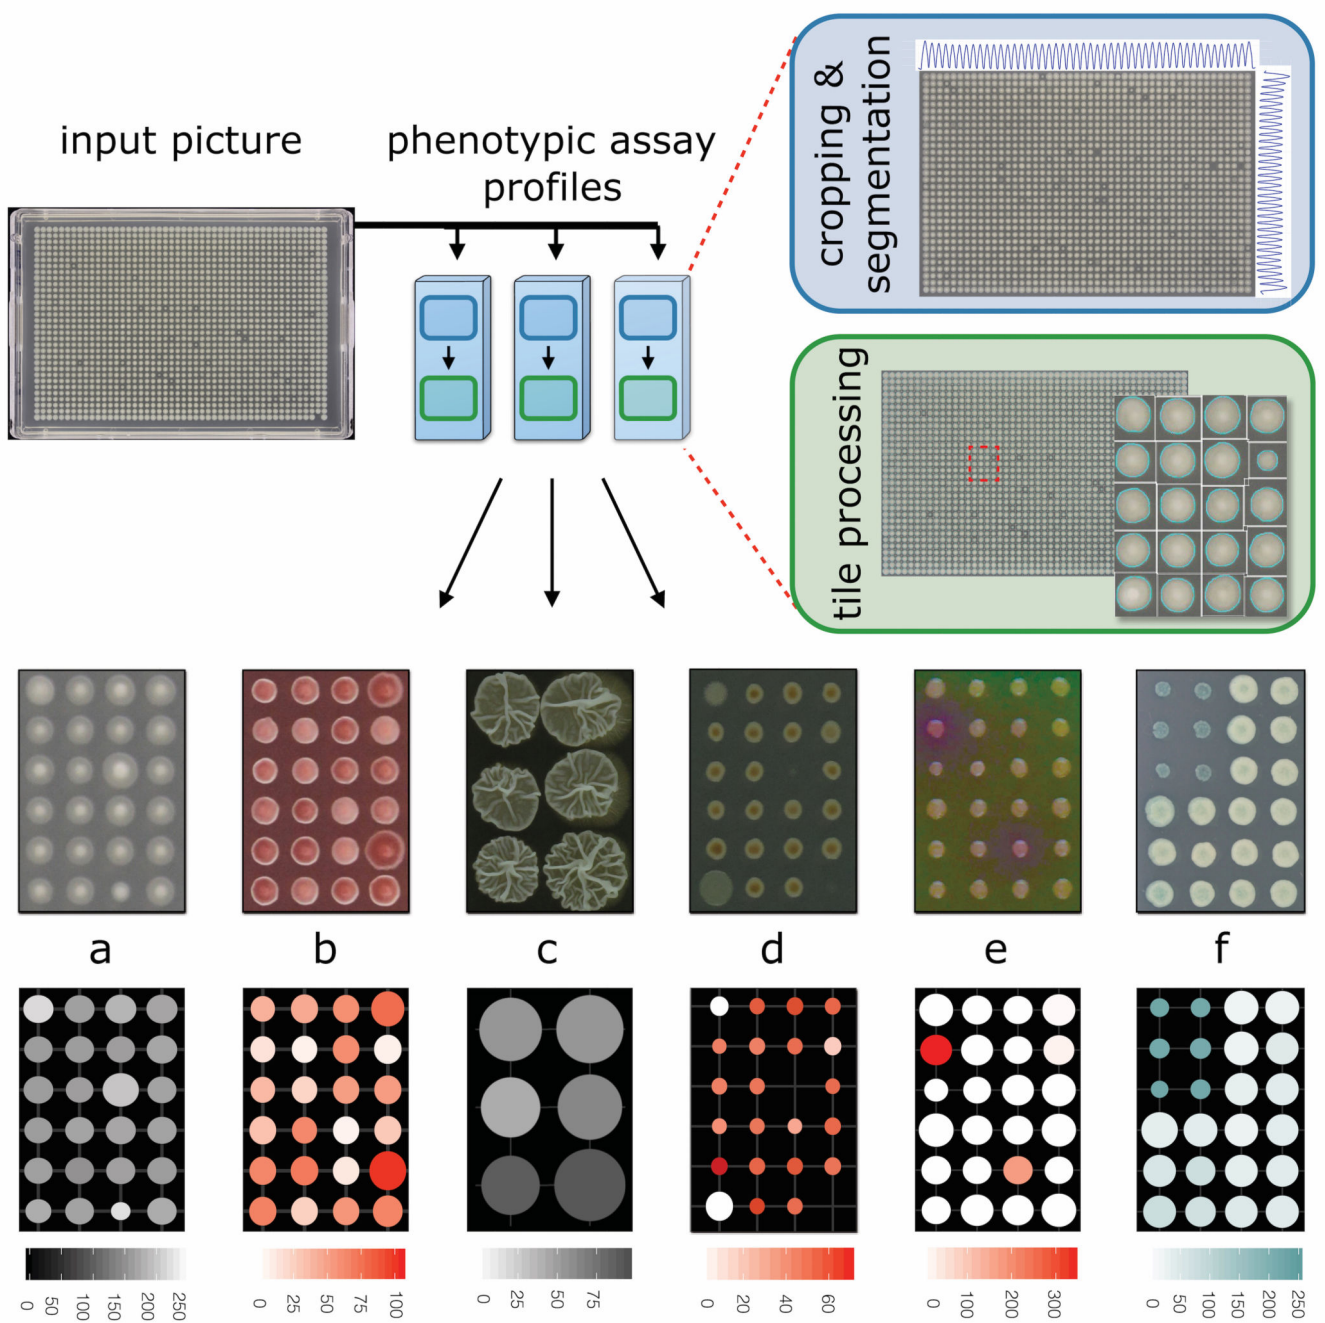 input picture
phenotypic assay
profiles
cropping &
segmentation
tile processing
a
b
c
d
e
f
0 50 100 150 200 250
0 25 50 75 100
0 25 50 75
0 20 40 60
0 100 200 300
0 50 100 150 200 250